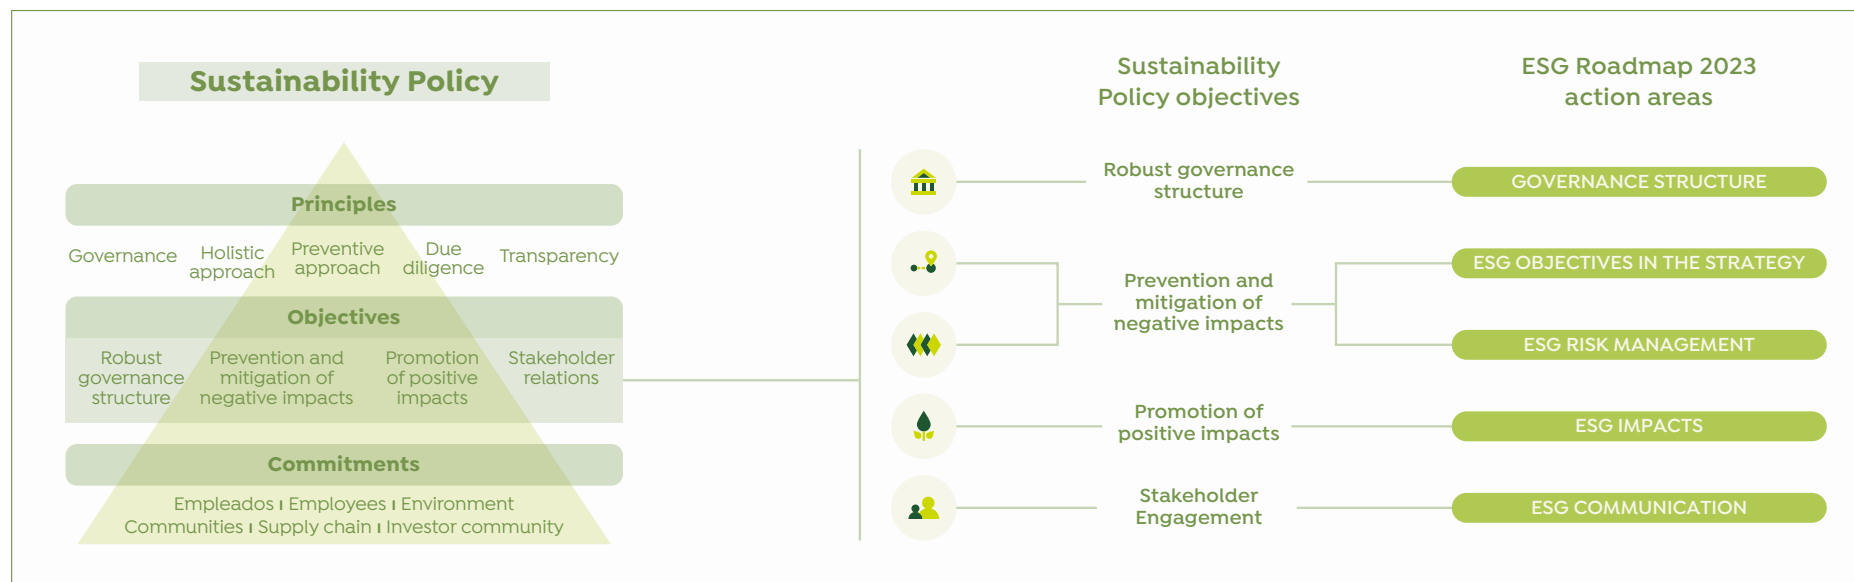 Sustainability Policy
Principles
Governance
Holistic
approach
Preventive
approach
Due
diligence
Transparency
Objectives
Robust
governance
structure
Prevention and
mitigation of
negative impacts
Promotion
of positive
impacts
Stakeholder
relations
Commitments
Empleados ı Employees ı Environment
Communities ı Supply chain ı Investor community
Sustainability
Policy objectives
ESG Roadmap 2023
action areas
Robust governance
structure
GOVERNANCE STRUCTURE
Prevention and
mitigation of
negative impacts
ESG OBJECTIVES IN THE STRATEGY
ESG RISK MANAGEMENT
Promotion of
positive impacts
ESG IMPACTS
Stakeholder
Engagement
ESG COMMUNICATION